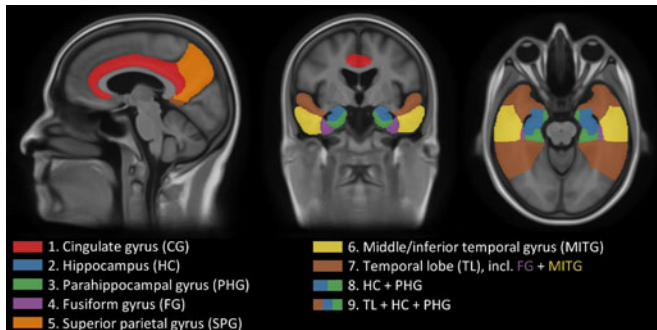 1. Cingulate gyrus (CG)
2. Hippocampus (HC)
3. Parahippocampal gyrus (PHG)
4. Fusiform gyrus (FG)
5. Superior parietal gyrus (SPG)
6. Middle/inferior temporal gyrus (MITG)
7. Temporal lobe (TL), incl. FG + MITG
8. HC + PHG
9. TL + HC + PHG